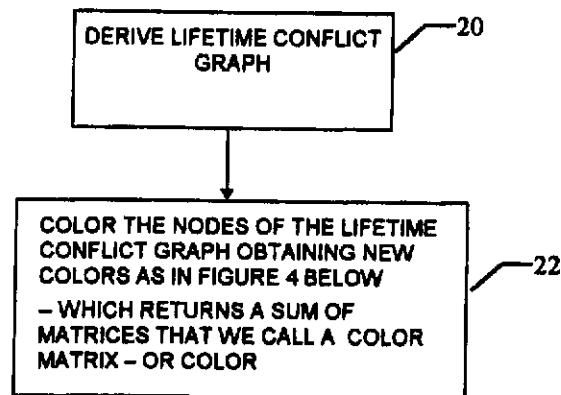 DERIVE LIFETIME CONFLICT
GRAPH
20
COLOR THE NODES OF THE LIFETIME
CONFLICT GRAPH OBTAINING NEW
COLORS AS IN FIGURE 4 BELOW
– WHICH RETURNS A SUM OF
MATRICES THAT WE CALL A COLOR
MATRIX – OR COLOR
22